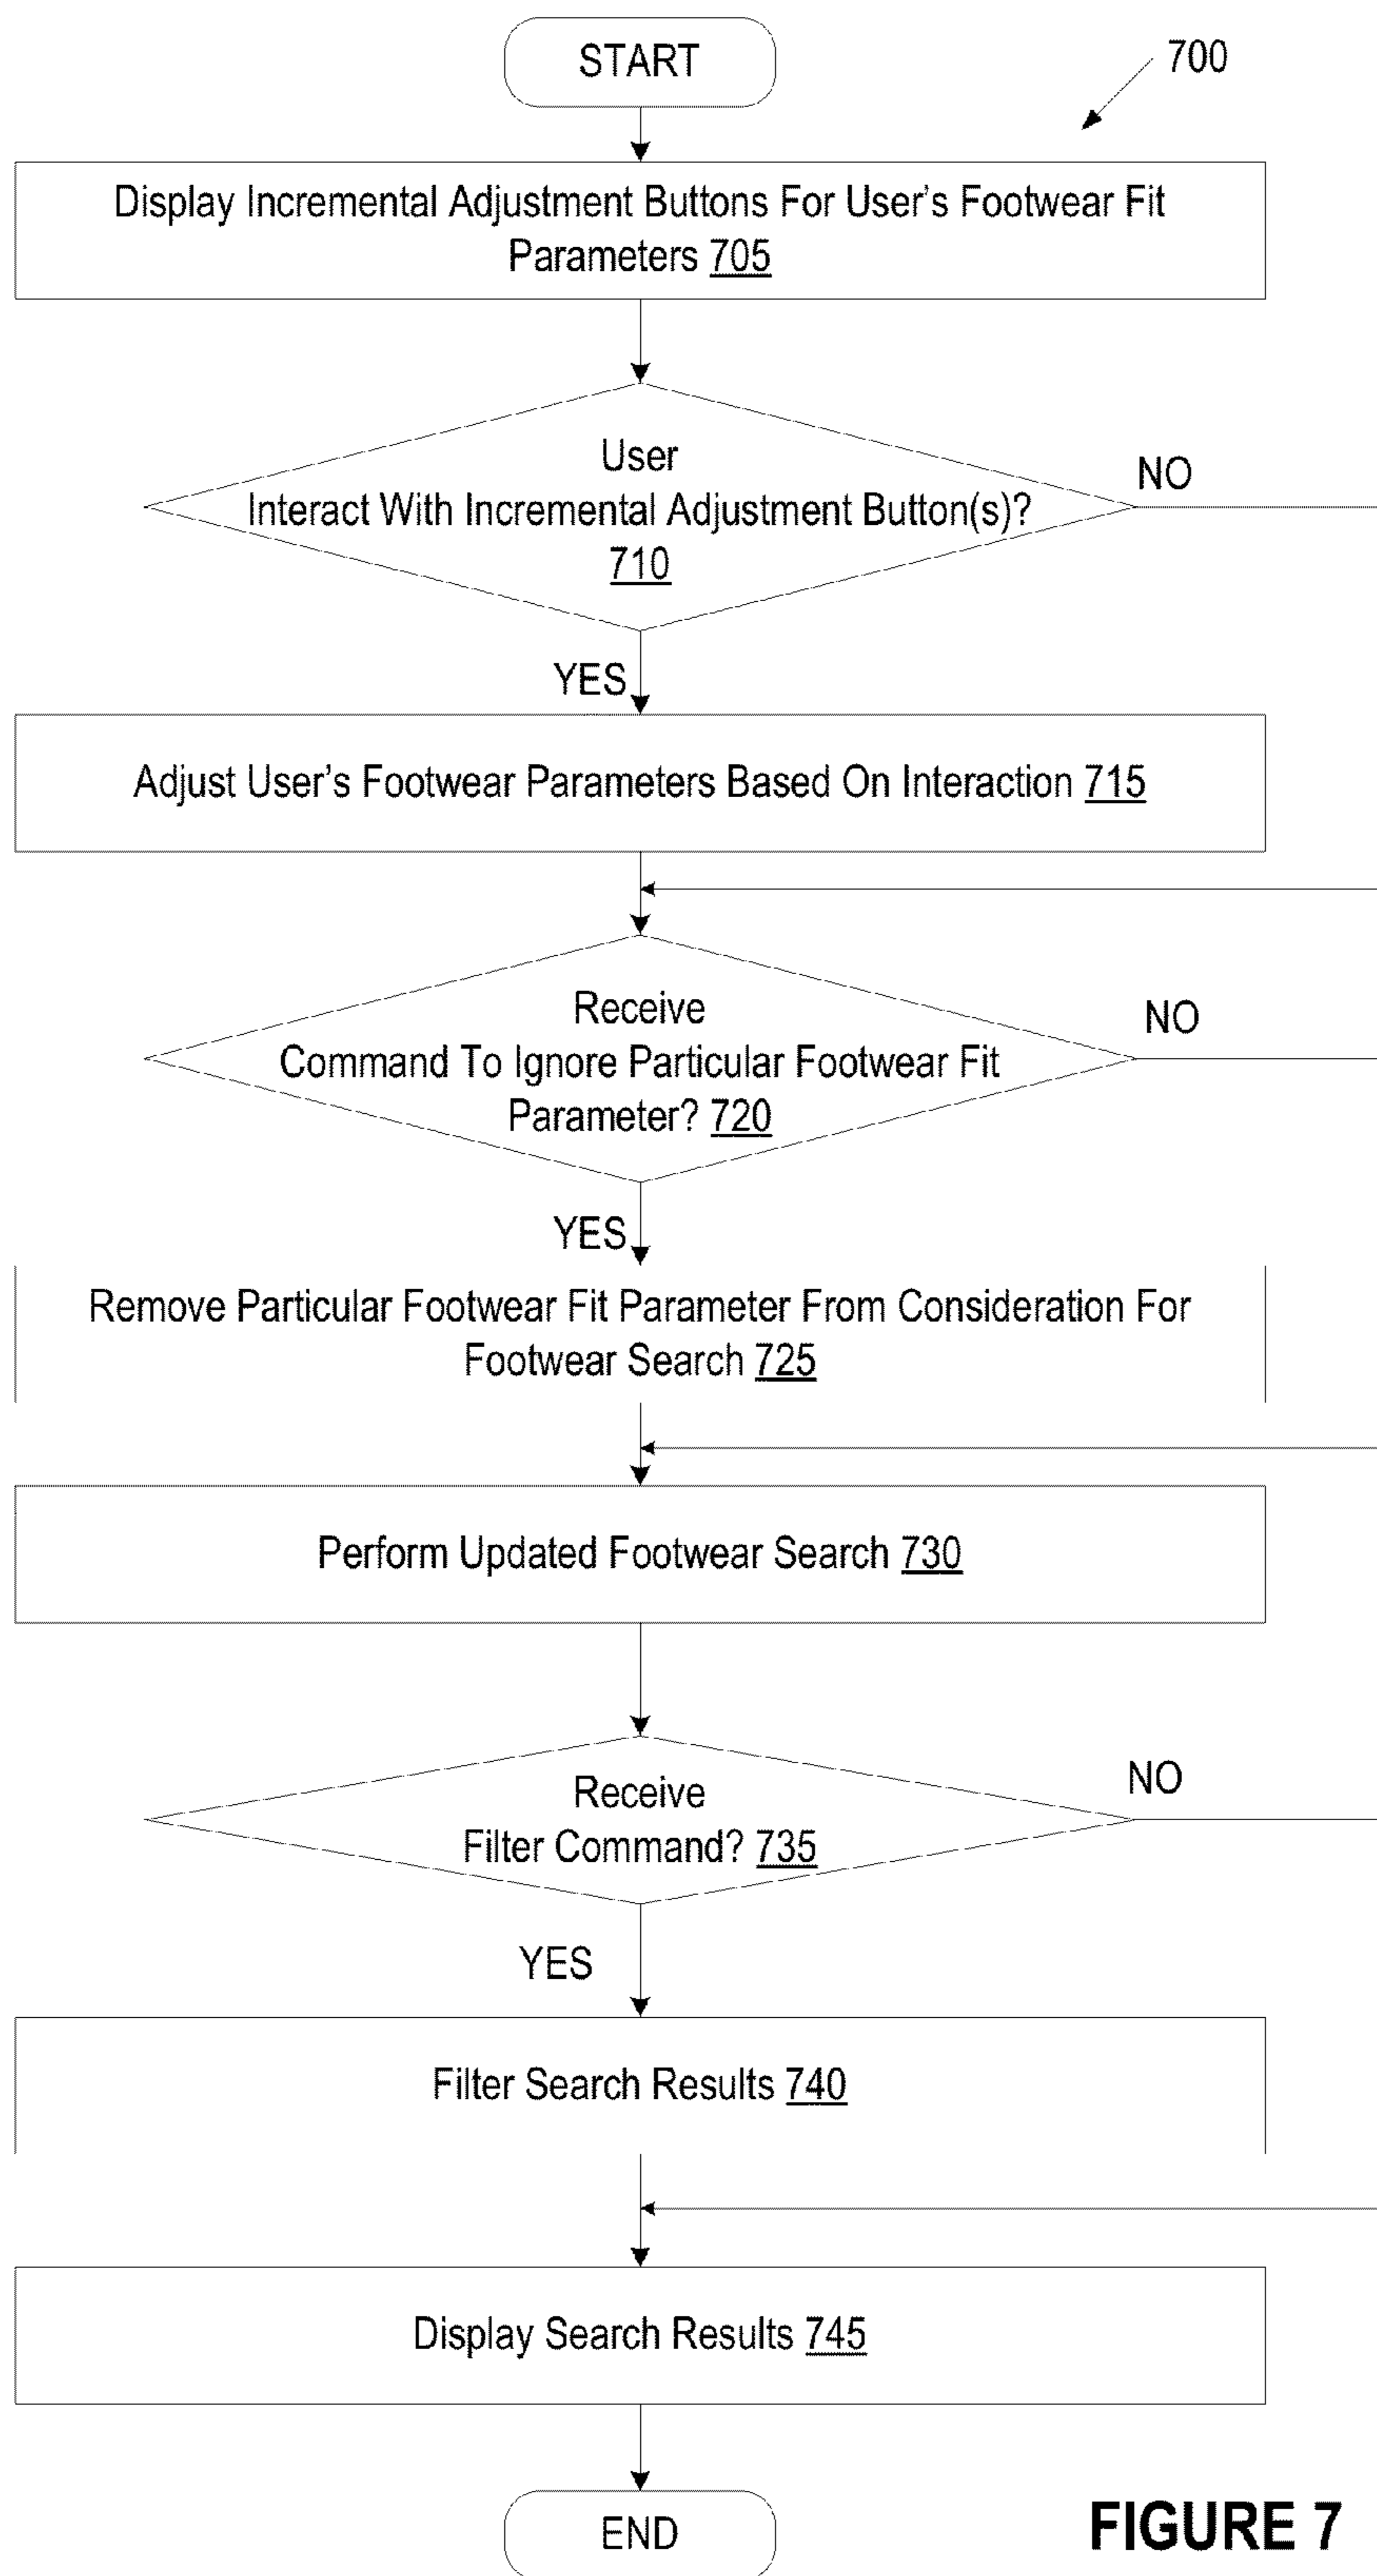 START
700
Display Incremental Adjustment Buttons For User's Footwear Fit
Parameters 705
User
Interact With Incremental Adjustment Button(s)?
710
NO
YES
Adjust User's Footwear Parameters Based On Interaction 715
Receive
Command To Ignore Particular Footwear Fit
Parameter? 720
NO
YES
Remove Particular Footwear Fit Parameter From Consideration For
Footwear Search 725
Perform Updated Footwear Search 730
Receive
Filter Command? 735
NO
YES
Filter Search Results 740
Display Search Results 745
END
FIGURE 7